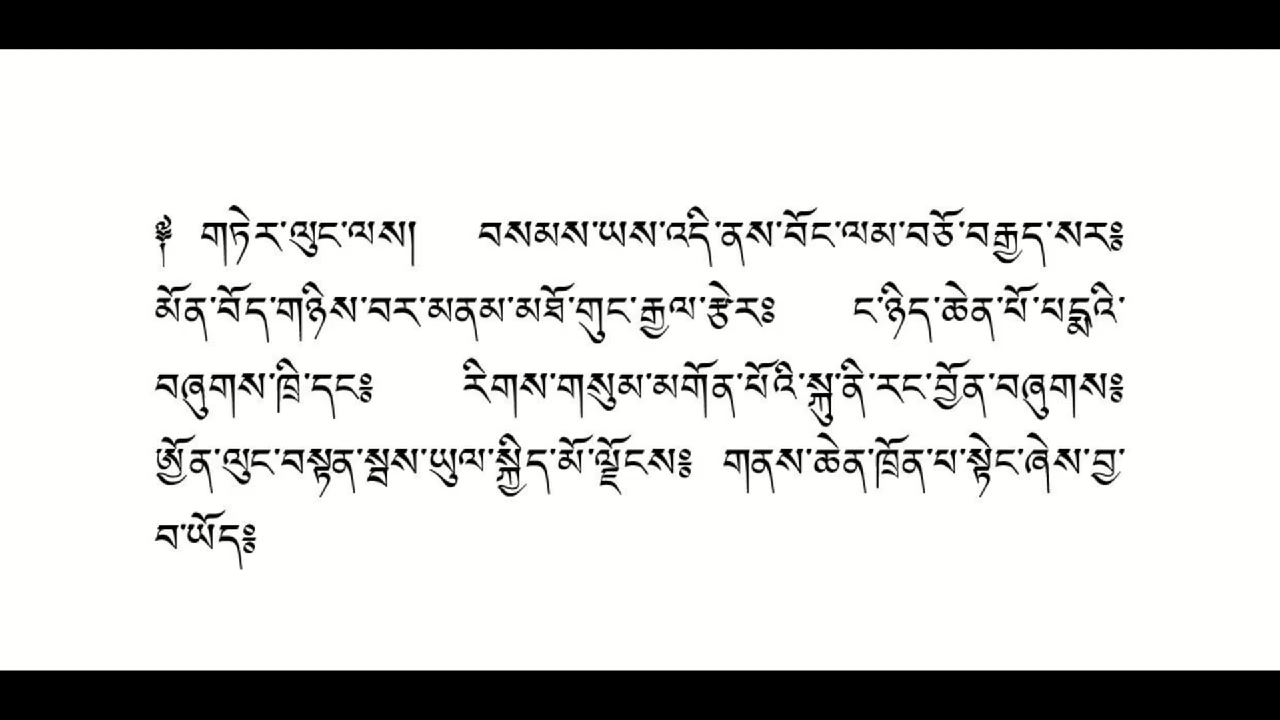 ༈ གཏེར་ལུང་ལས། བསམས་ཡས་འདི་ནས་བོང་ལམ་བཅོ་བརྒྱད་སར༔
མོན་བོད་གཉིས་བར་མནམ་མཐོ་གུང་རྒྱལ་རྩེར༔ ང་ཉིད་ཆེན་པོ་པདྨའི་
བཞུགས་ཁྲི་དང༔ རིགས་གསུམ་མགོན་པོའི་སྐུ་ནི་རང་བྱོན་བཞུགས༔
ཨྱོན་ལུང་བསྟན་སྦས་ཡུལ་སྐྱིད་མོ་ལྗོངས༔ གནས་ཆེན་ཁྲོན་པ་སྟེང་ཞེས་བྱ་
བ་ཡོད༔